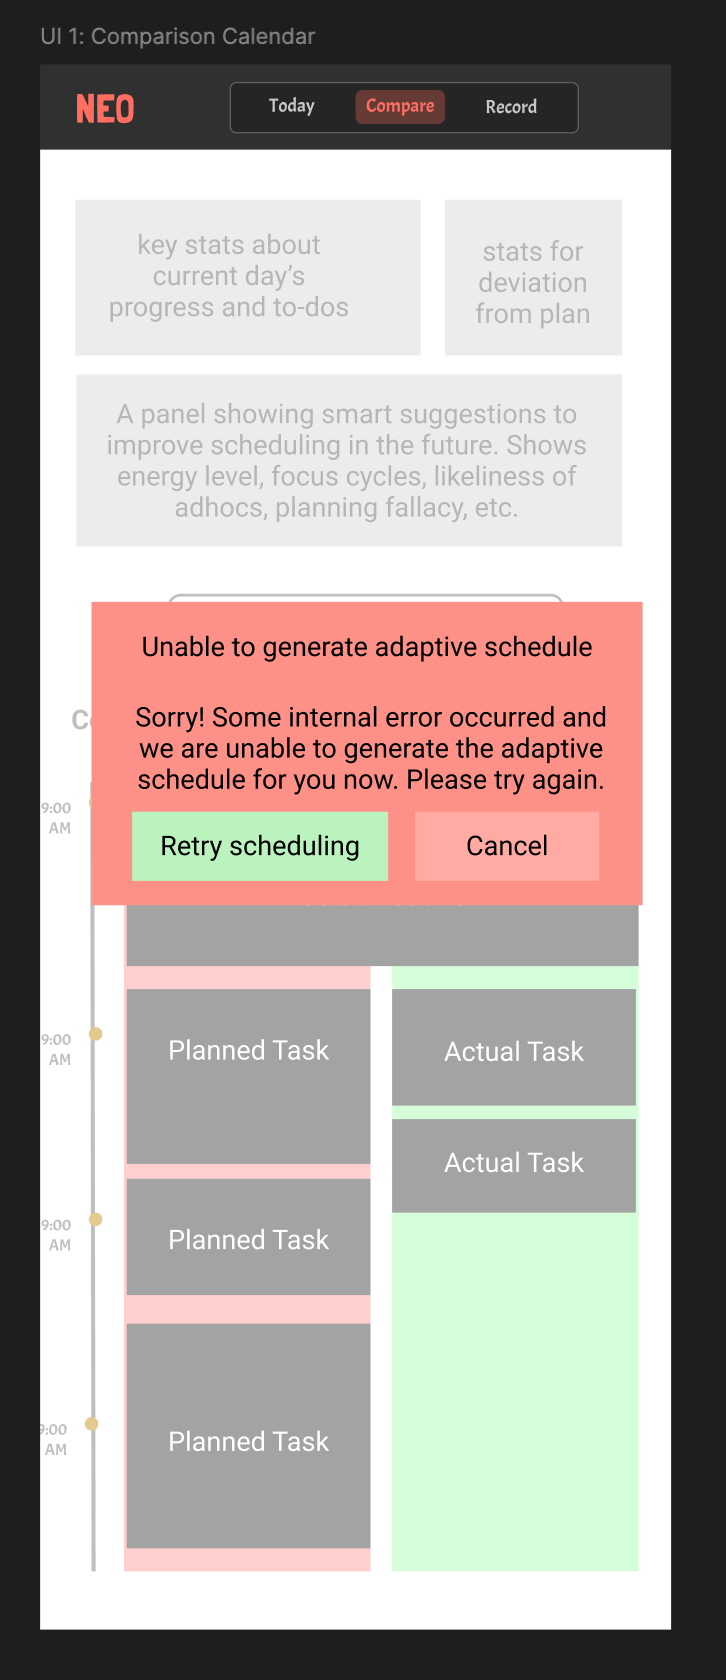 UI 1: Comparison Calendar
NEO
Today
Compare
Record
key stats about
current day’s
progress and to-dos
stats for
deviation
from plan
A panel showing smart suggestions to
improve scheduling in the future. Shows
energy level, focus cycles, likeliness of
adhocs, planning fallacy, etc.
Unable to generate adaptive schedule
Sorry! Some internal error occurred and
we are unable to generate the adaptive
schedule for you now. Please try again.
Retry scheduling
Cancel
9:00
AM
9:00
AM
Planned Task
Actual Task
Actual Task
9:00
AM
Planned Task
9:00
AM
Planned Task